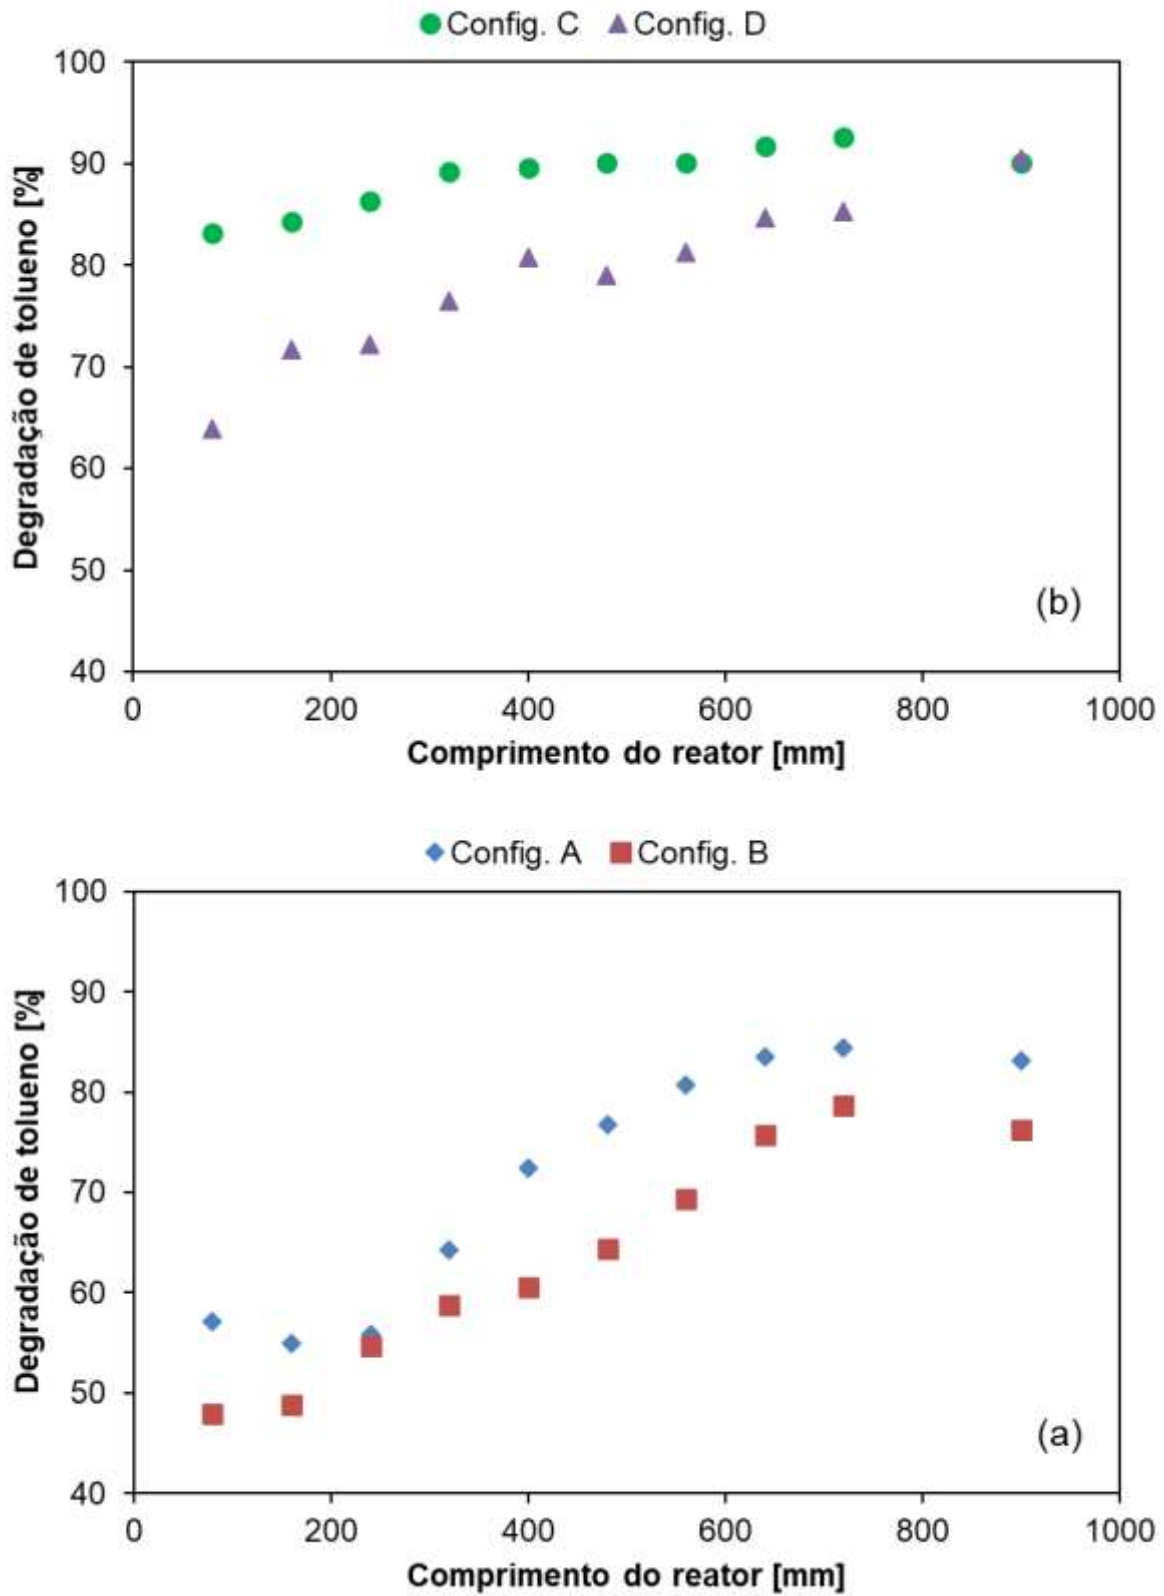 Config. C Config. D
100
90
80
70
60
50
40
Degradação de tolueno [%]
(b)
0 200 400 600 800 1000
Comprimento do reator [mm]
Config. A Config. B
100
90
80
70
60
50
40
Degradação de tolueno [%]
(a)
0 200 400 600 800 1000
Comprimento do reator [mm]